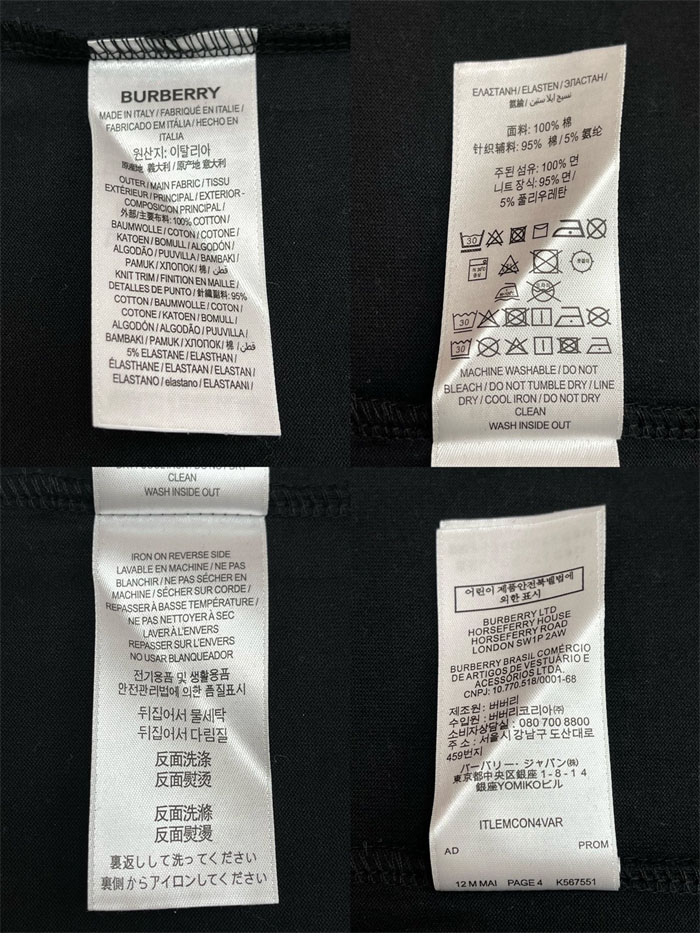 BURBERRY
MADE IN ITALY / FABRIQUÉ EN ITALIE /
FABRICADO EM ITÁLIA / HECHO EN
ITALIA
원산지: 이탈리아
原産地 義大利 / 原产地 意大利
OUTER / MAIN FABRIC / TISSU
EXTÉRIEUR / PRINCIPAL / EXTERIOR -
COMPOSICIÓN PRINCIPAL /
外部/主要布料: 100% COTTON /
BAUMWOLLE / COTON / COTONE /
KATOEN / BOMULL / ALGODÓN /
ALGODÃO / PUUVILLA / BAMBAKI /
PAMUK / ХЛОПОК / 棉 / قطن /
KNIT TRIM / FINITION EN MAILLE /
DETALLES DE PUNTO / 針織副料: 95%
COTTON / BAUMWOLLE / COTON /
COTONE / KATOEN / BOMULL /
ALGODÓN / ALGODÃO / PUUVILLA /
BAMBAKI / PAMUK / ХЛОПОК / 棉 / قطن /
5% ELASTANE / ELASTHAN /
ÉLASTHANE / ELASTAAN / ELASTAN /
ELASTANO / elastano / ELASTAANI /
ΕΛΑΣΤΑΝΗ / ELASTEN / ЭЛАСТАН /
氨綸 / نسيج ايلاستين /
面料: 100% 棉
针织辅料: 95% 棉 / 5% 氨纶
주된 섬유: 100% 면
니트 장식: 95% 면 /
5% 폴리우레탄
30
30
30
MACHINE WASHABLE / DO NOT
BLEACH / DO NOT TUMBLE DRY / LINE
DRY / COOL IRON / DO NOT DRY
CLEAN
WASH INSIDE OUT
CLEAN
WASH INSIDE OUT
IRON ON REVERSE SIDE
LAVABLE EN MACHINE / NE PAS
BLANCHIR / NE PAS SÉCHER EN
MACHINE / SÉCHER SUR CORDE /
REPASSER À BASSE TEMPÉRATURE /
NE PAS NETTOYER À SEC
LAVER À L'ENVERS
REPASSER SUR L'ENVERS
NO USAR BLANQUEADOR
전기용품 및 생활용품
안전관리법에 의한 품질표시
뒤집어서 물세탁
뒤집어서 다림질
反面洗涤
反面熨烫
反面洗滌
反面熨燙
裏返しして洗ってください
裏側からアイロンしてください
어린이제품안전특별법에
의한 표시
BURBERRY LTD
HORSEFERRY HOUSE
HORSEFERRY ROAD
LONDON SW1P 2AW
BURBERRY BRASIL COMÉRCIO
DE ARTIGOS DE VESTUÁRIO E
ACESSÓRIOS LTDA.
CNPJ: 10.770.518/0001-68
제조원 : 버버리
수입원 : 버버리코리아㈜
소비자상담실 : 080 700 8800
주 소 : 서울시 강남구 도산대로
459번지
バーバリー・ジャパン㈱
東京都中央区銀座 1 - 8 - 1 4
銀座YOMIKOビル
ITLEMCON4VAR
AD PROM
12 M MAI PAGE 4 K567551